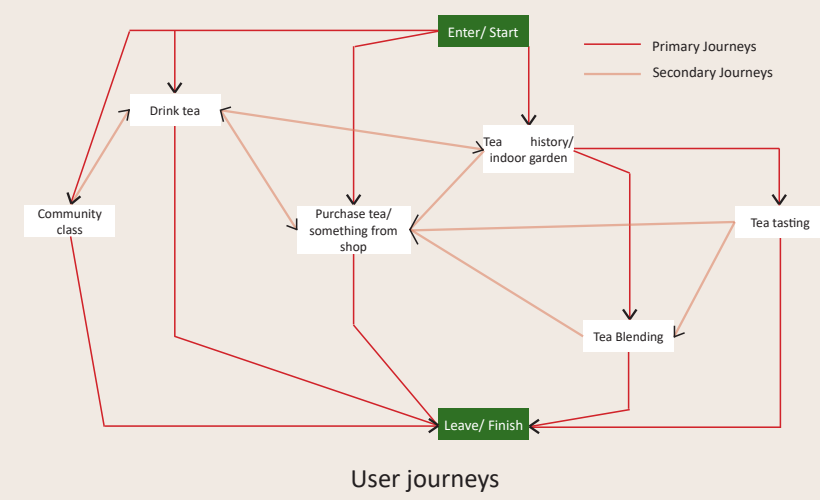 Enter/ Start
Primary Journeys
Secondary Journeys
Drink tea
Tea history/
indoor garden
Community
class
Purchase tea/
something from
shop
Tea tasting
Tea Blending
Leave/ Finish
User journeys